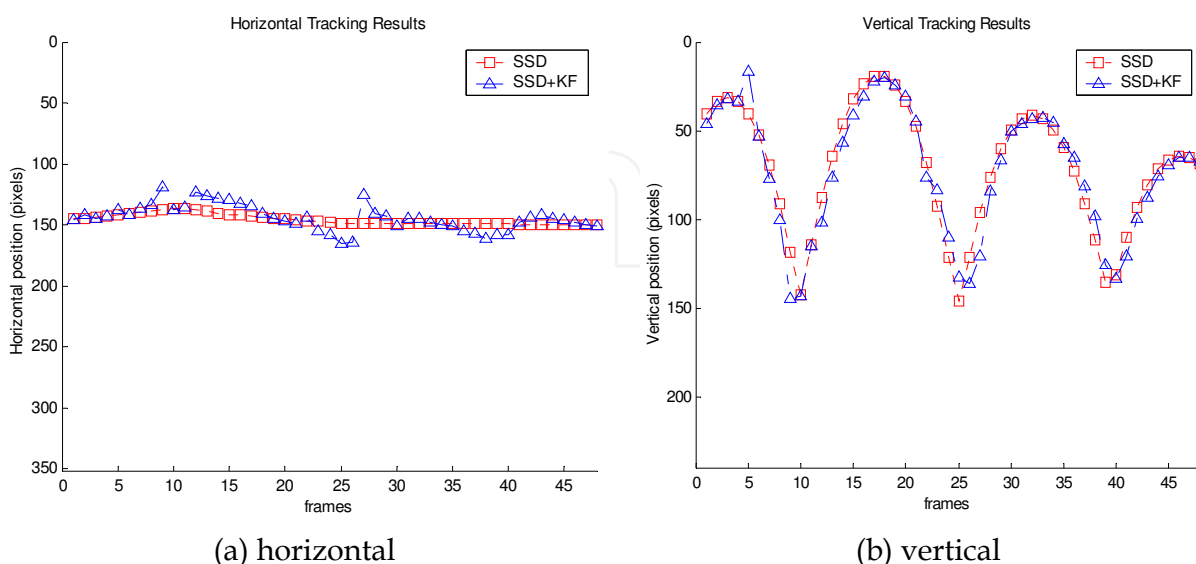 Horizontal Tracking Results
0
50
100
150
200
250
300
350
Horizontal position (pixels)
0 5 10 15 20 25 30 35 40 45
frames
SSD
SSD+KF
(a) horizontal
Vertical Tracking Results
0
50
100
150
200
Vertical position (pixels)
0 5 10 15 20 25 30 35 40 45
frames
SSD
SSD+KF
(b) vertical